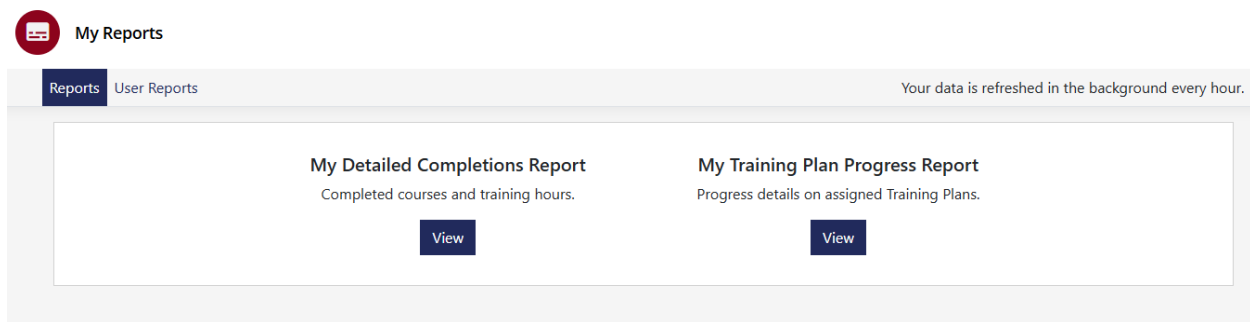 My Reports
Reports User Reports Your data is refreshed in the background every hour.
My Detailed Completions Report
Completed courses and training hours.
View
My Training Plan Progress Report
Progress details on assigned Training Plans.
View